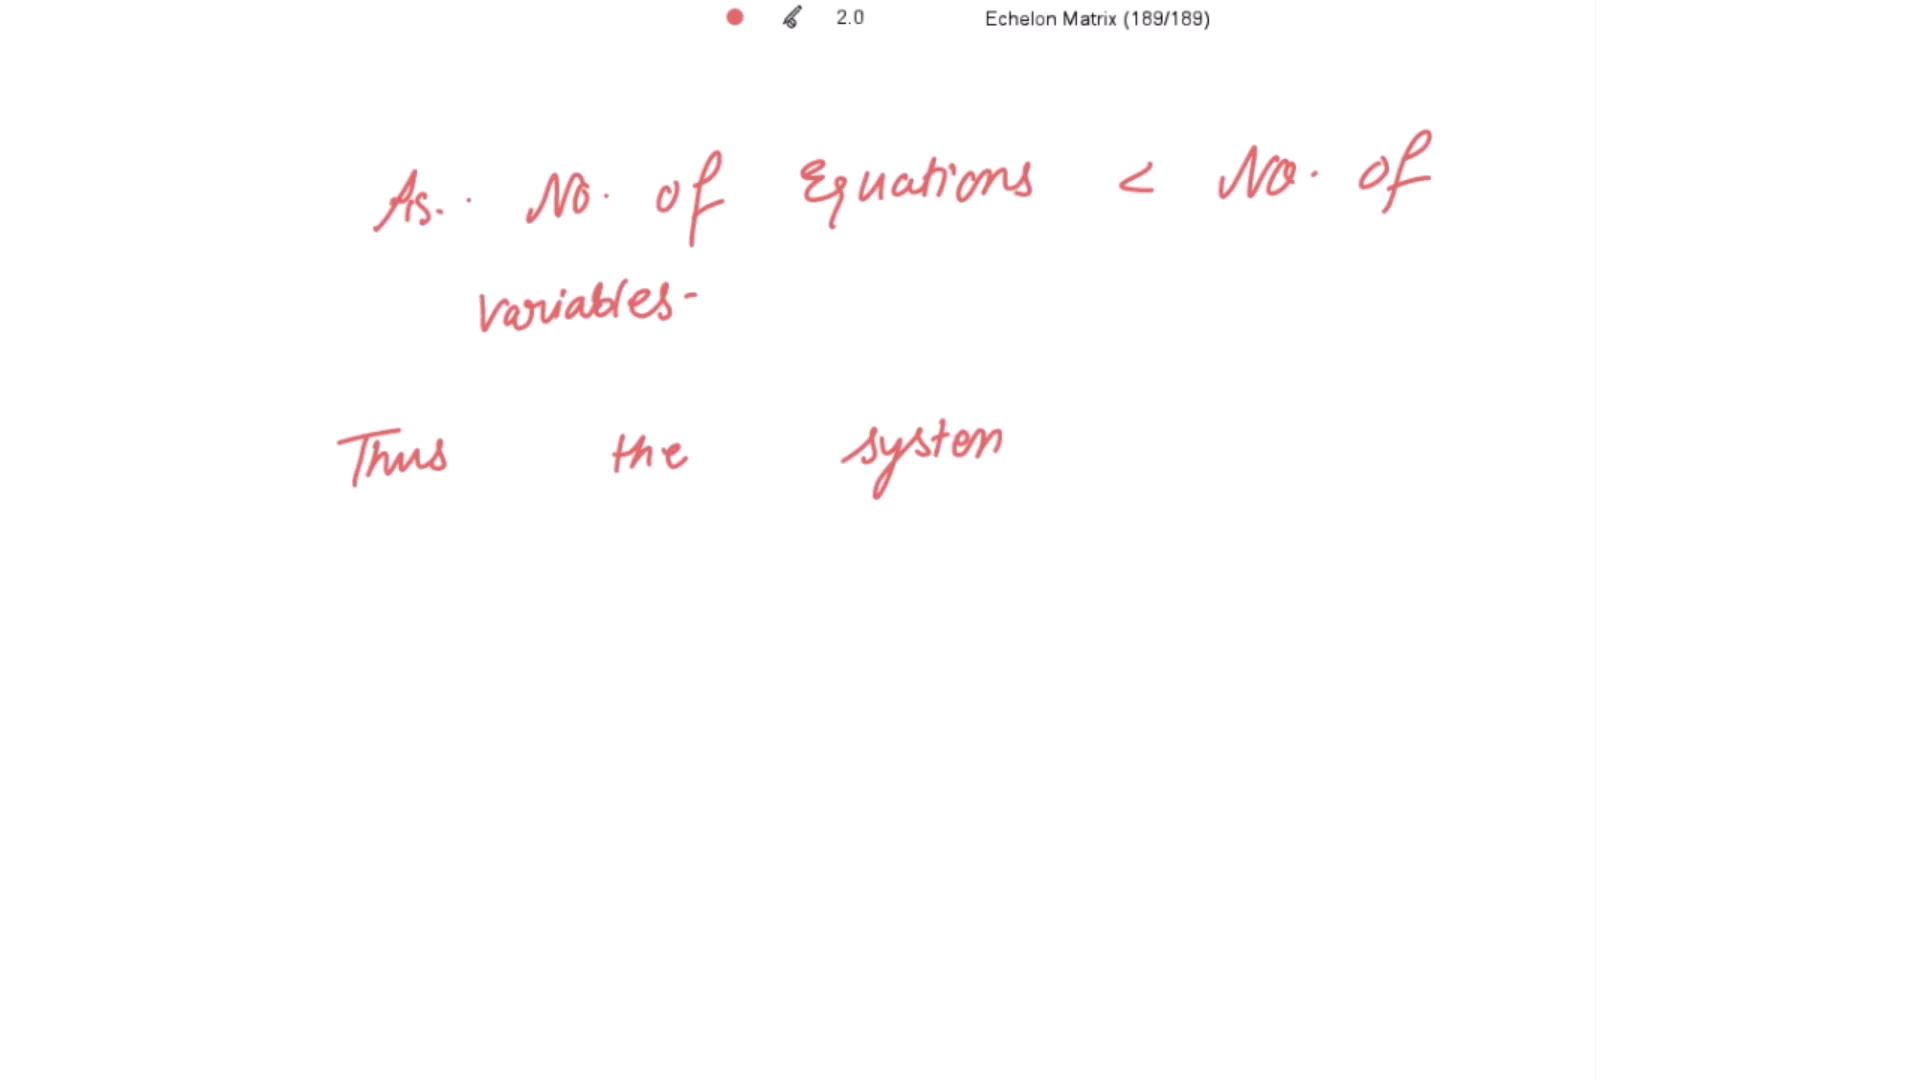 2.0 Echelon Matrix (189/189)
As. No. of Equations < No. of
variables-
Thus the system